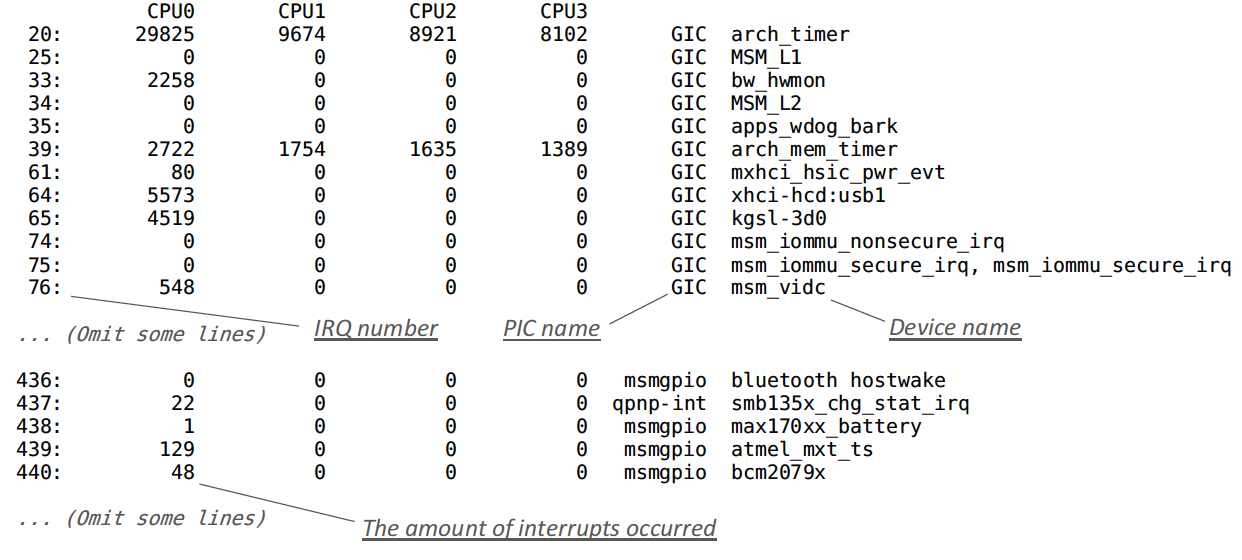 CPU0 CPU1 CPU2 CPU3
20: 29825 9674 8921 8102 GIC arch_timer
25: 0 0 0 0 GIC MSM_L1
33: 2258 0 0 0 GIC bw_hwmon
34: 0 0 0 0 GIC MSM_L2
35: 0 0 0 0 GIC apps_wdog_bark
39: 2722 1754 1635 1389 GIC arch_mem_timer
61: 80 0 0 0 GIC mxhci_hsic_pwr_evt
64: 5573 0 0 0 GIC xhci-hcd:usb1
65: 4519 0 0 0 GIC kgsl-3d0
74: 0 0 0 0 GIC msm_iommu_nonsecure_irq
75: 0 0 0 0 GIC msm_iommu_secure_irq, msm_iommu_secure_irq
76: 548 0 0 0 GIC msm_vidc
... (Omit some lines) IRQ number PIC name Device name
436: 0 0 0 0 msmgpio bluetooth hostwake
437: 22 0 0 0 qpnp-int smb135x_chg_stat_irq
438: 1 0 0 0 msmgpio max170xx_battery
439: 129 0 0 0 msmgpio atmel_mxt_ts
440: 48 0 0 0 msmgpio bcm2079x
... (Omit some lines) The amount of interrupts occurred